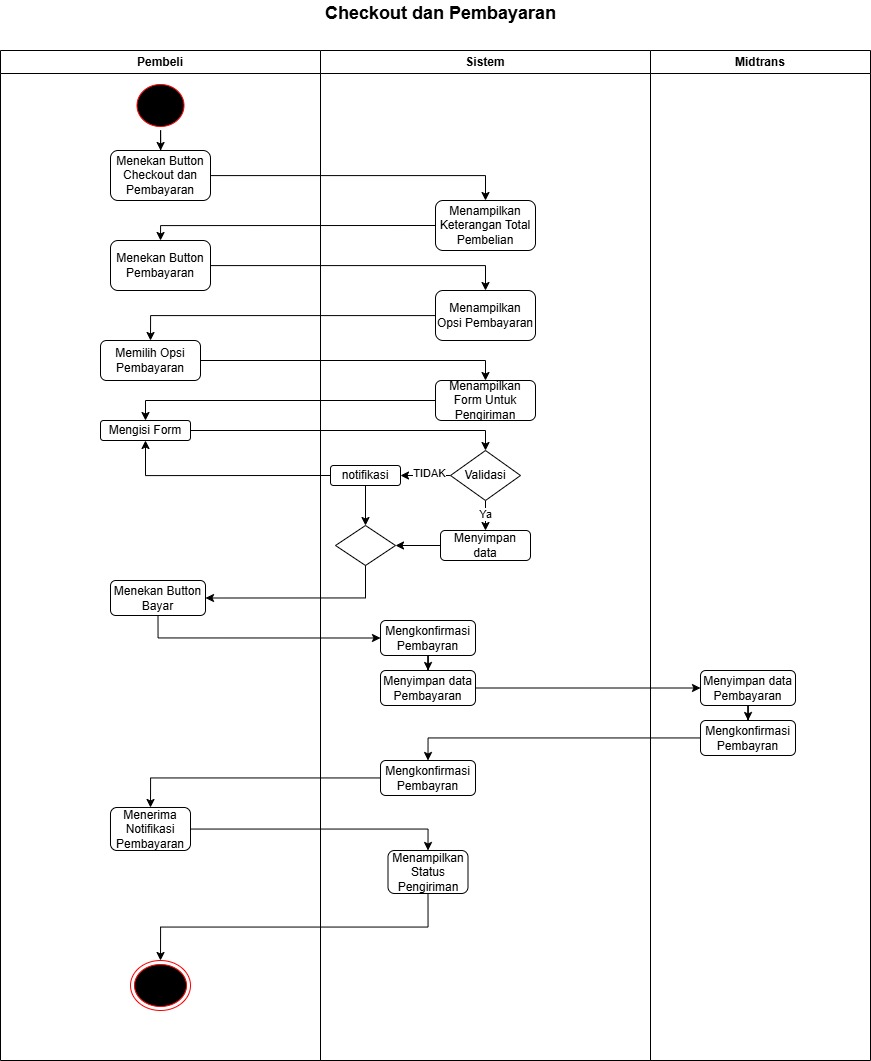 Checkout dan Pembayaran
Pembeli
Sistem
Midtrans
Menekan Button
Checkout dan
Pembayaran
Menampilkan
Keterangan Total
Pembelian
Menekan Button
Pembayaran
Menampilkan
Opsi Pembayaran
Memilih Opsi
Pembayaran
Menampilkan
Form Untuk
Pengiriman
Mengisi Form
Validasi
TIDAK
notifikasi
Ya
Menyimpan
data
Menekan Button
Bayar
Mengkonfirmasi
Pembayran
Menyimpan data
Pembayaran
Menyimpan data
Pembayaran
Mengkonfirmasi
Pembayran
Mengkonfirmasi
Pembayran
Menerima
Notifikasi
Pembayaran
Menampilkan
Status
Pengiriman